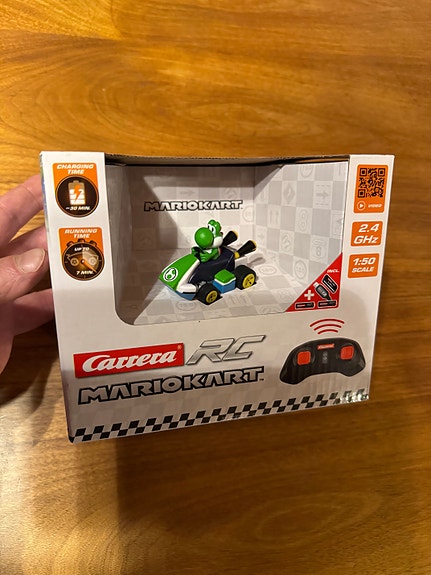 CHARGING
TIME
~30 MIN.
RUNNING
TIME
UP TO
7 MIN.
MARIOKART
VIDEO
2.4
GHz
1:50
SCALE
INCL.
Carrera RC
MARIOKART